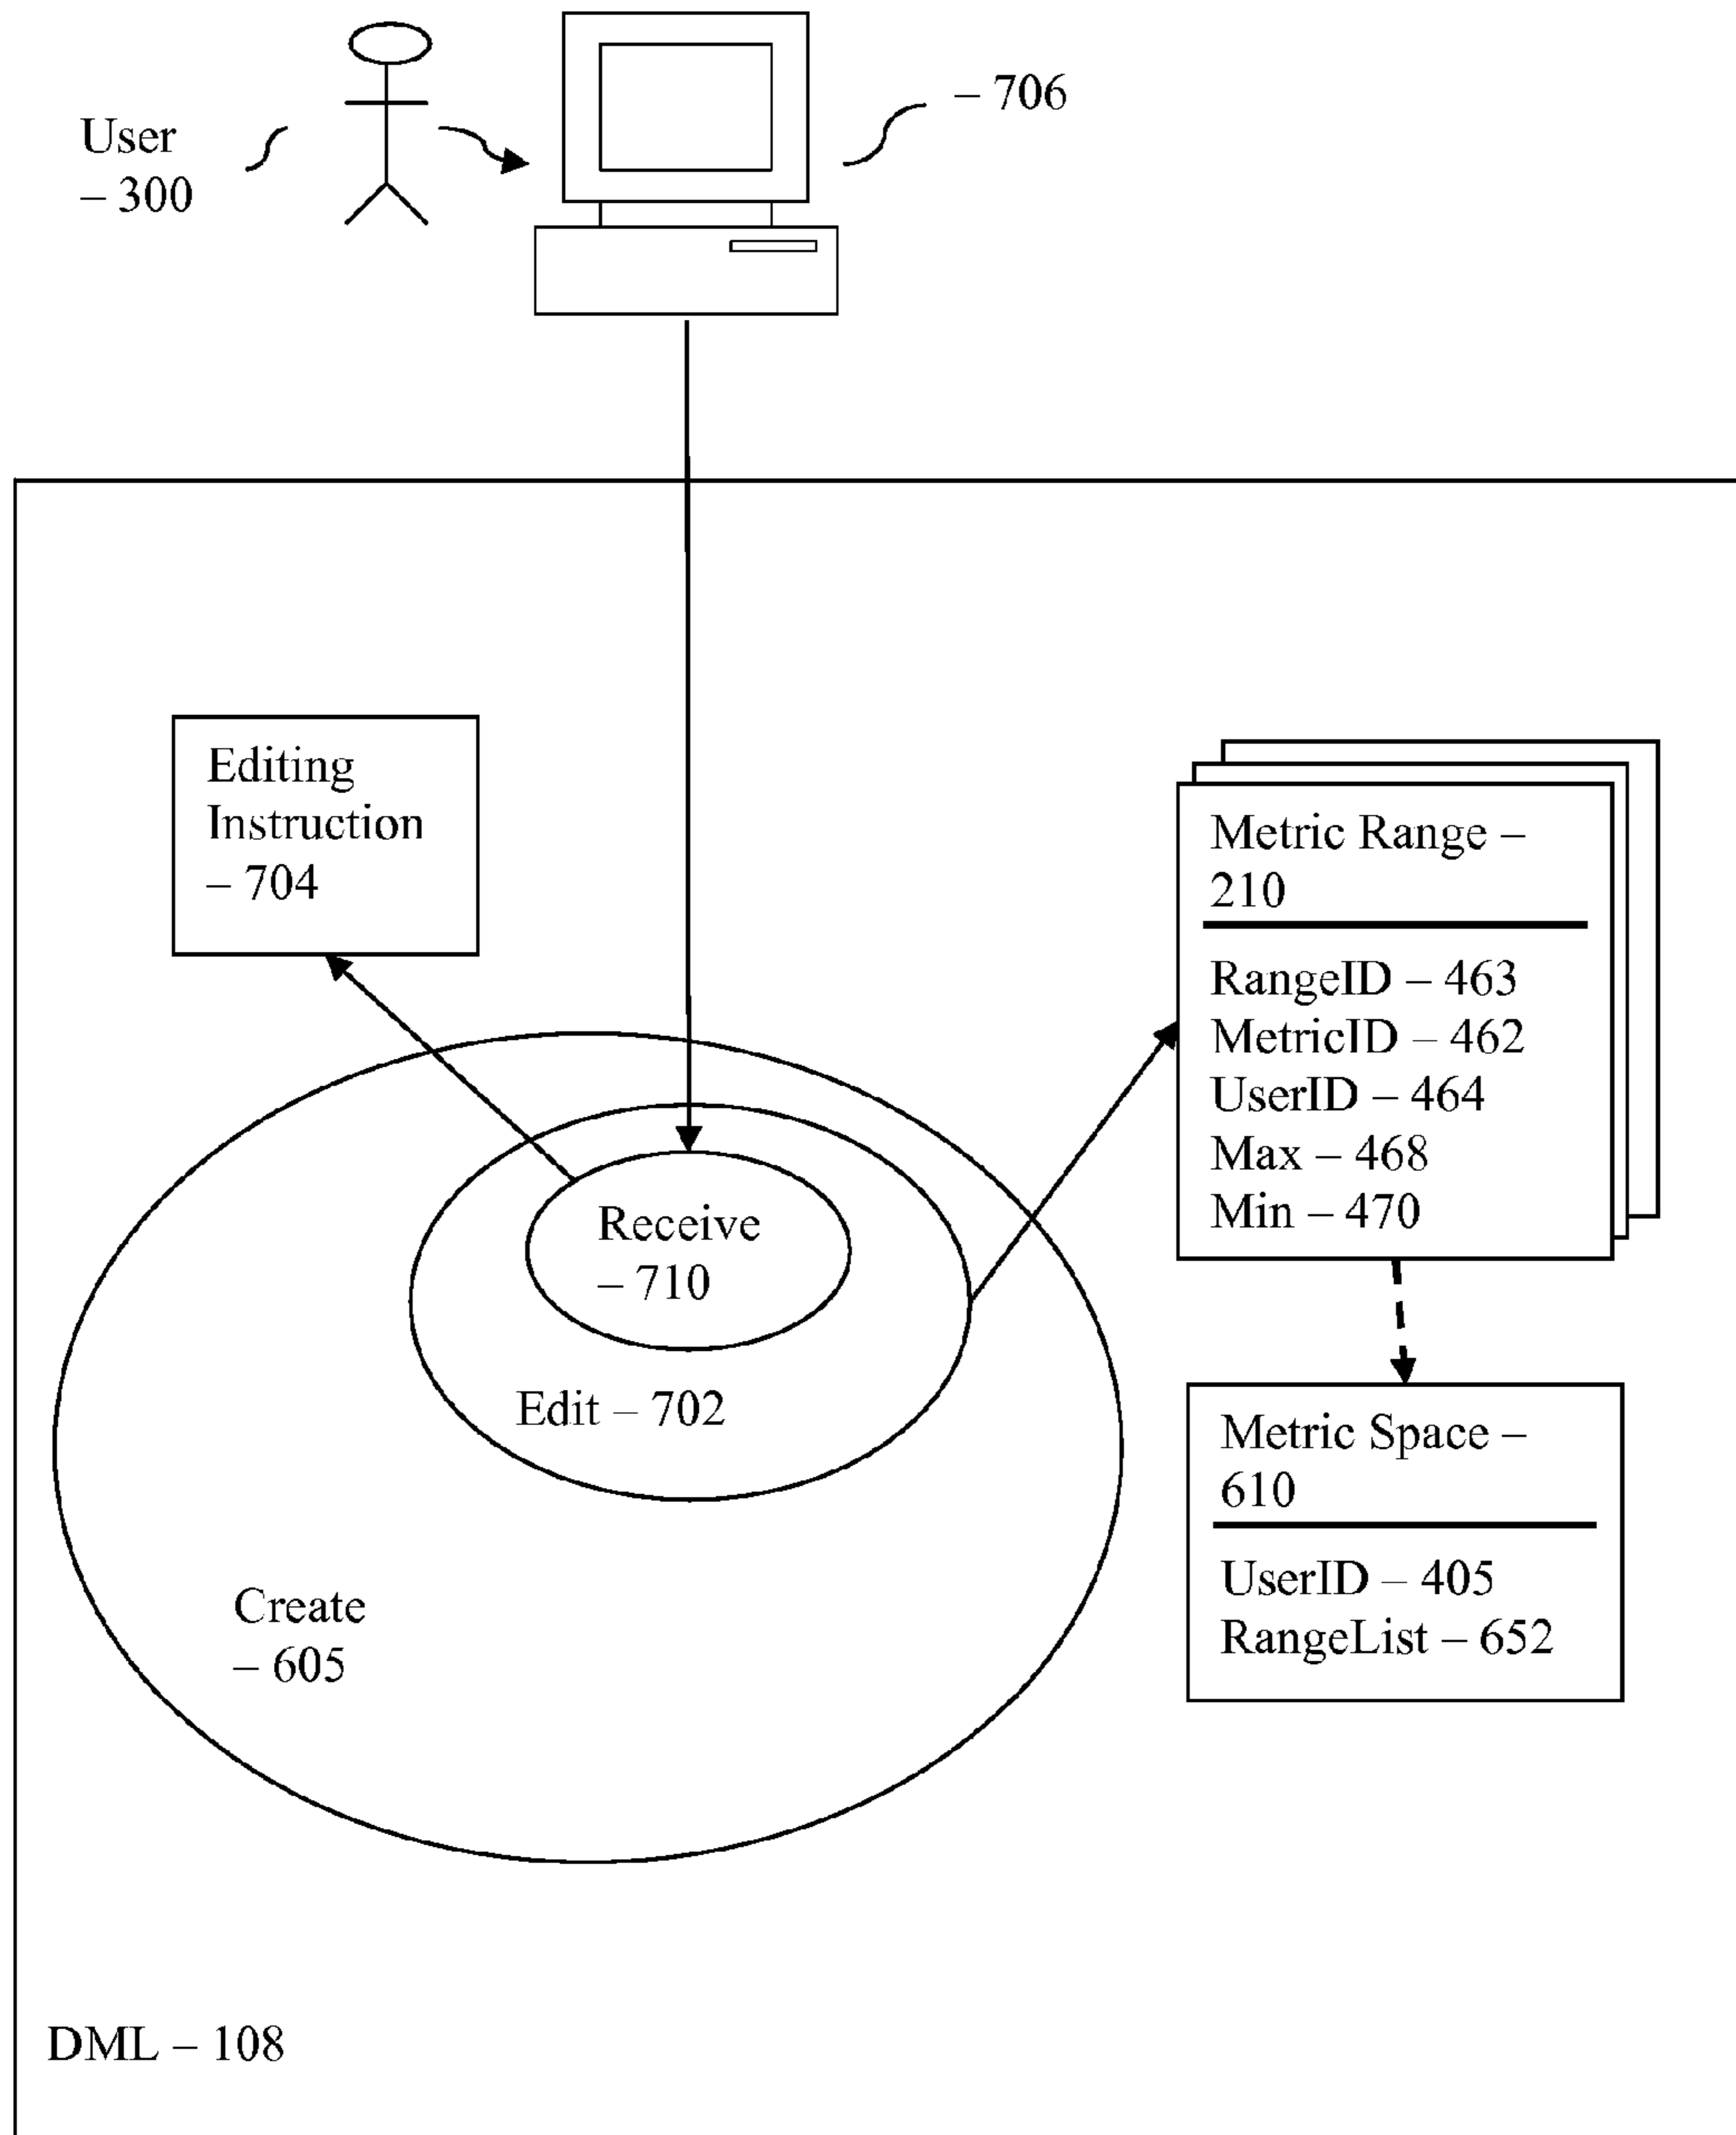 User
– 300
– 706
Editing
Instruction
– 704
Metric Range –
210
RangeID – 463
MetricID – 462
UserID – 464
Max – 468
Min – 470
Receive
– 710
Edit – 702
Metric Space –
610
UserID – 405
RangeList – 652
Create
– 605
DML – 108